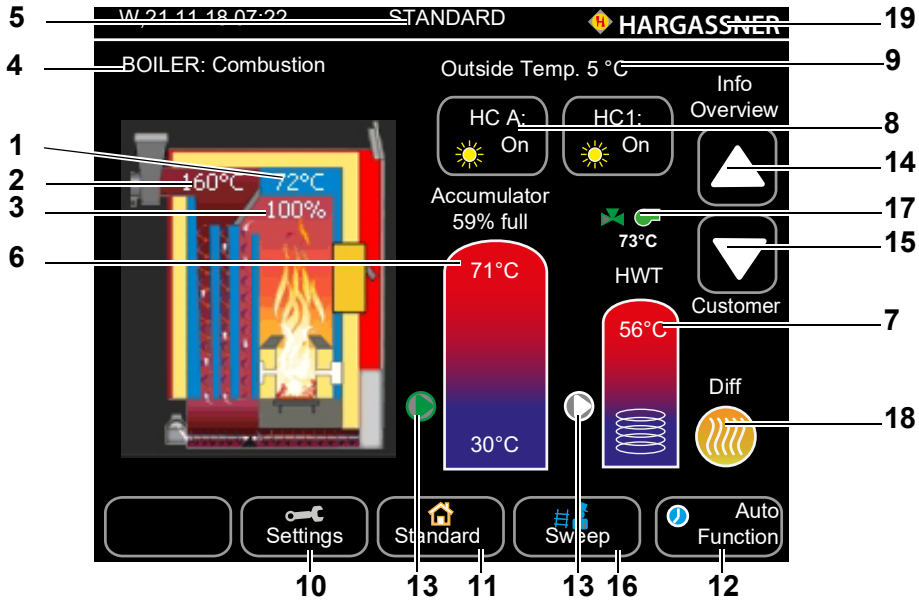 5 W,21.11.18 07:22 STANDARD HARGASSNER 19
4 BOILER: Combustion Outside Temp. 5 °C 9
Info
Overview
HC A:
On
HC1:
On
8
1 72°C
2 160°C
3 100%
14
Accumulator
59% full
17
73°C
15
6 71°C
HWT
Customer
56°C 7
Diff
18
30°C
Settings
Standard
Sweep
Auto
Function
10 13 11 13 16 12